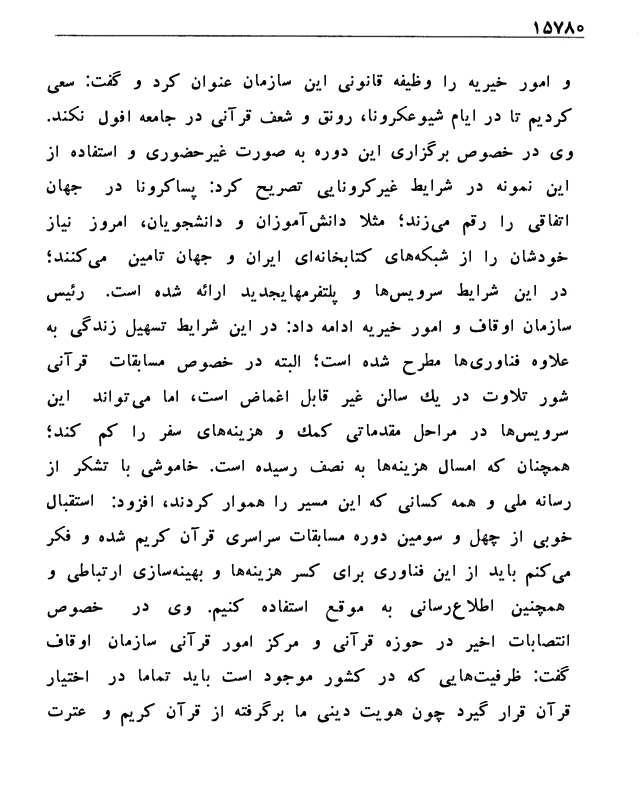 ۱۵۷۸۰
و امور خیریه را وظیفه قانونی این سازمان عنوان کرد و گفت: سعی
کردیم تا در ایام شیوعکرونا، رونق و شعف قرآنی در جامعه افول نکند.
وی در خصوص برگزاری این دوره به صورت غیرحضوری و استفاده از
این نمونه در شرایط غیرکرونایی تصریح کرد: پساکرونا در جهان
اتفاقی را رقم می‌زند؛ مثلا دانش‌آموزان و دانشجویان، امروز نیاز
خودشان را از شبکه‌های کتابخانه‌ای ایران و جهان تامین می‌کنند؛
در این شرایط سرویس‌ها و پلتفرمهایجدید ارائه شده است. رئیس
سازمان اوقاف و امور خیریه ادامه داد: در این شرایط تسهیل زندگی به
علاوه فناوری‌ها مطرح شده است؛ البته در خصوص مسابقات قرآنی
شور تلاوت در یك سالن غیر قابل اغماض است، اما می‌تواند این
سرویس‌ها در مراحل مقدماتی کمك و هزینه‌های سفر را کم کند؛
همچنان که امسال هزینه‌ها به نصف رسیده است. خاموشی با تشکر از
رسانه ملی و همه کسانی که این مسیر را هموار کردند، افزود: استقبال
خوبی از چهل و سومین دوره مسابقات سراسری قرآن کریم شده و فکر
می‌کنم باید از این فناوری برای کسر هزینه‌ها و بهینه‌سازی ارتباطی و
همچنین اطلاع‌رسانی به موقع استفاده کنیم. وی در خصوص
انتصابات اخیر در حوزه قرآنی و مرکز امور قرآنی سازمان اوقاف
گفت: ظرفیت‌هایی که در کشور موجود است باید تماما در اختیار
قرآن قرار گیرد چون هویت دینی ما برگرفته از قرآن کریم و عترت